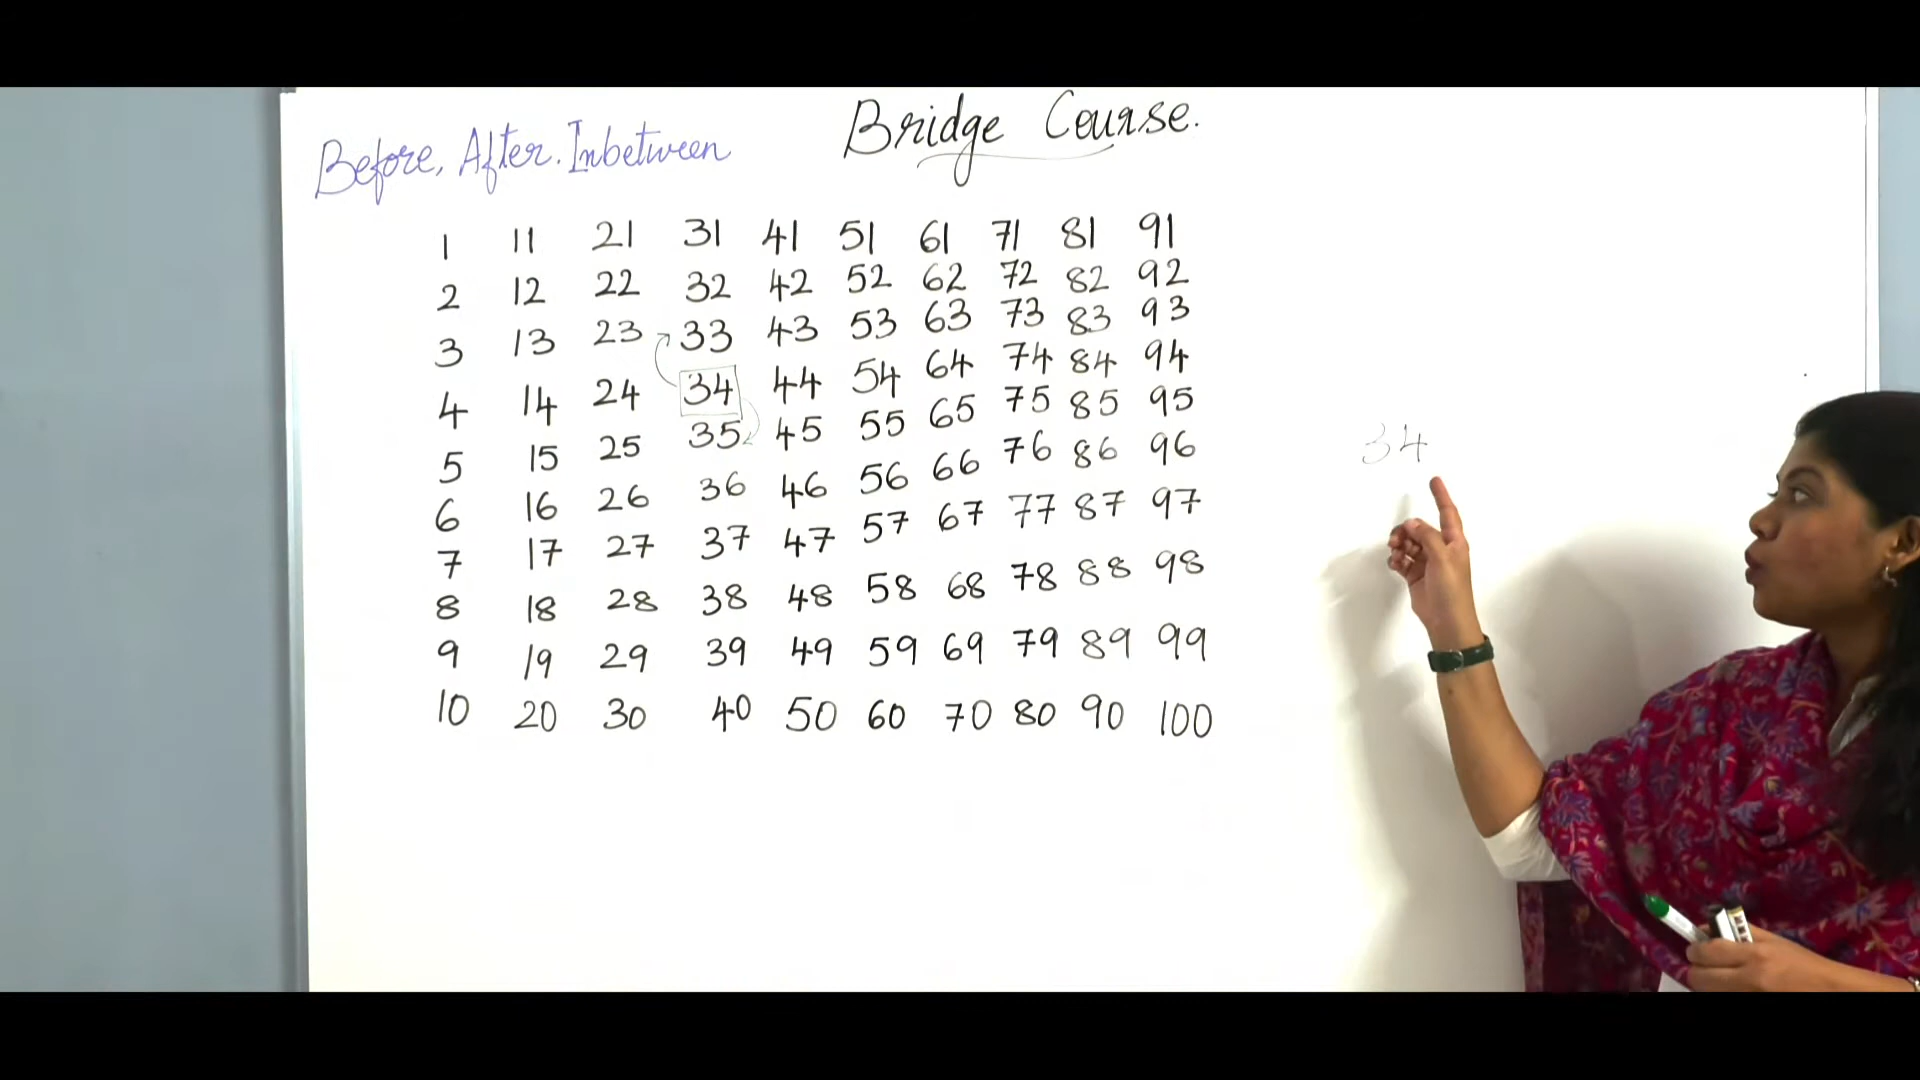 Bridge Course.
Before, After. Inbetween
1 11 21 31 41 51 61 71 81 91
2 12 22 32 42 52 62 72 82 92
3 13 23 33 43 53 63 73 83 93
4 14 24 34 44 54 64 74 84 94
5 15 25 35 45 55 65 75 85 95
6 16 26 36 46 56 66 76 86 96
7 17 27 37 47 57 67 77 87 97
8 18 28 38 48 58 68 78 88 98
9 19 29 39 49 59 69 79 89 99
10 20 30 40 50 60 70 80 90 100
34